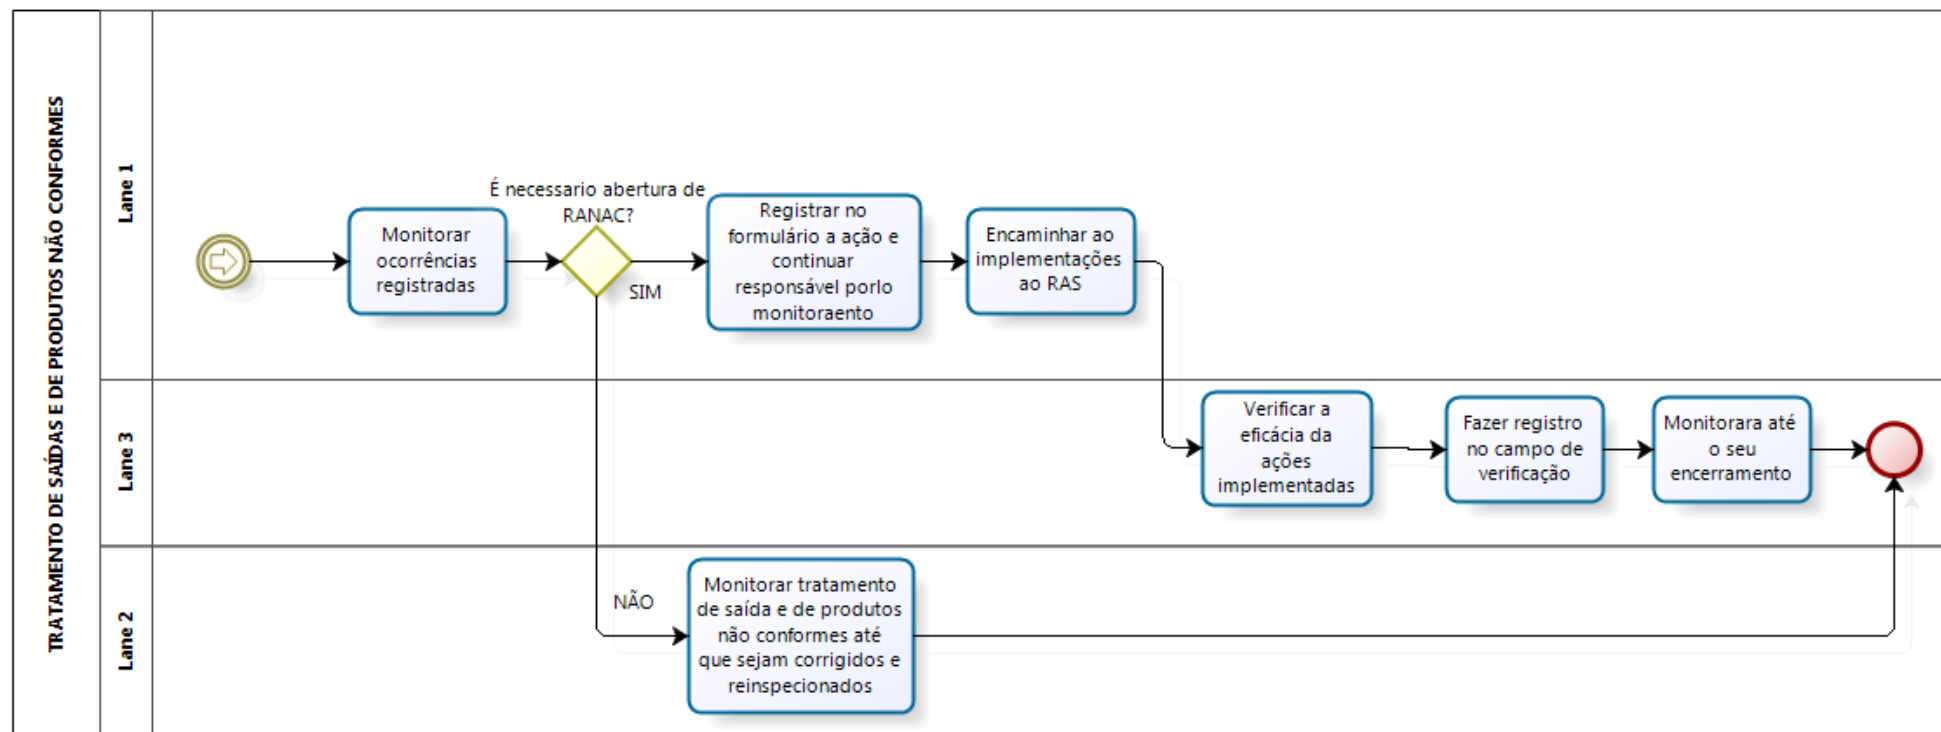 TRATAMENTO DE SAÍDAS E DE PRODUTOS NÃO CONFORMES
Lane 1
Monitorar
ocorrências
registradas
É necessario abertura de
RANAC?
SIM
Registrar no
formulário a ação e
continuar
responsável porlo
monitoraento
Encaminhar ao
implementações
ao RAS
Lane 3
Verificar a
eficácia da
ações
implementadas
Fazer registro
no campo de
verificação
Monitorara até
o seu
encerramento
Lane 2
NÃO
Monitorar tratamento
de saída e de produtos
não conformes até
que sejam corrigidos e
reinspecionados